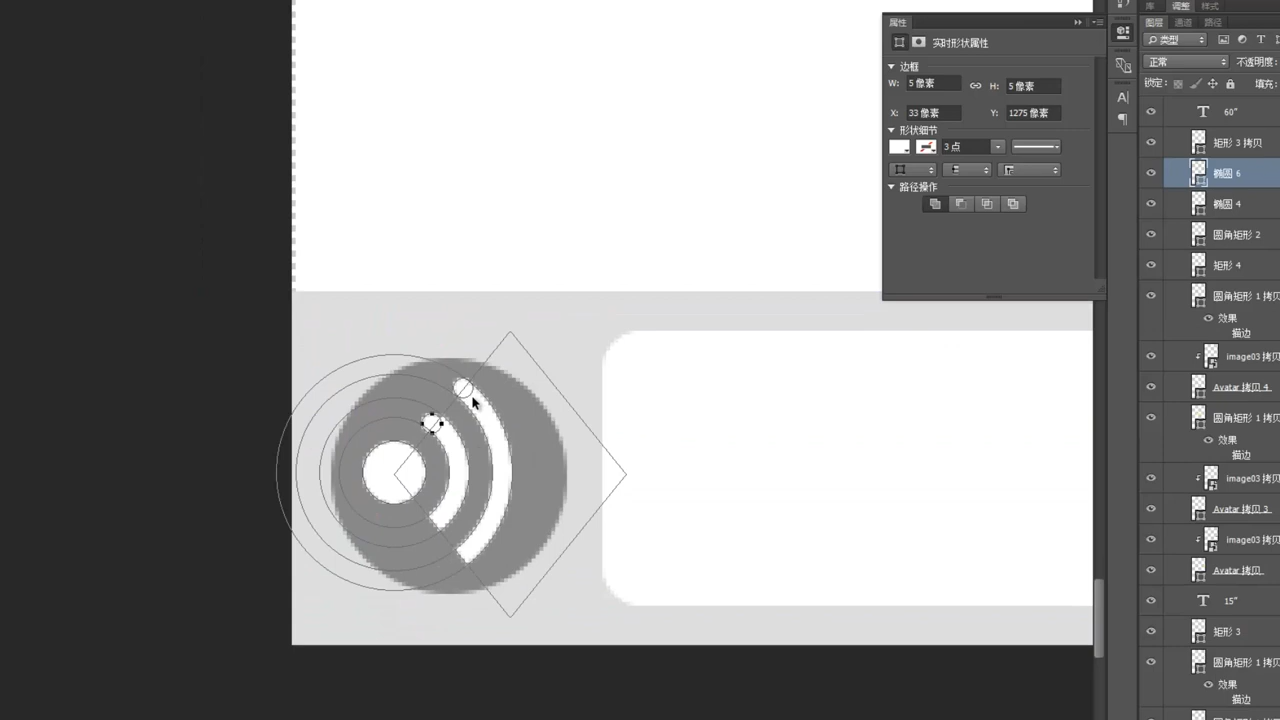 属性
实时形状属性
边框
W: 5 像素
H: 5 像素
X: 33 像素
Y: 1275 像素
形状细节
3 点
路径操作
库 调整 样式
图层 通道 路径
类型
正常
不透明度:
锁定:
填充:
60"
矩形 3 拷贝
椭圆 6
椭圆 4
圆角矩形 2
矩形 4
圆角矩形 1 拷贝
效果
描边
image03 拷贝
Avatar 拷贝 4
圆角矩形 1 拷贝
效果
描边
image03 拷贝
Avatar 拷贝 3
image03 拷贝
Avatar 拷贝
15"
矩形 3
圆角矩形 1 拷贝
效果
描边